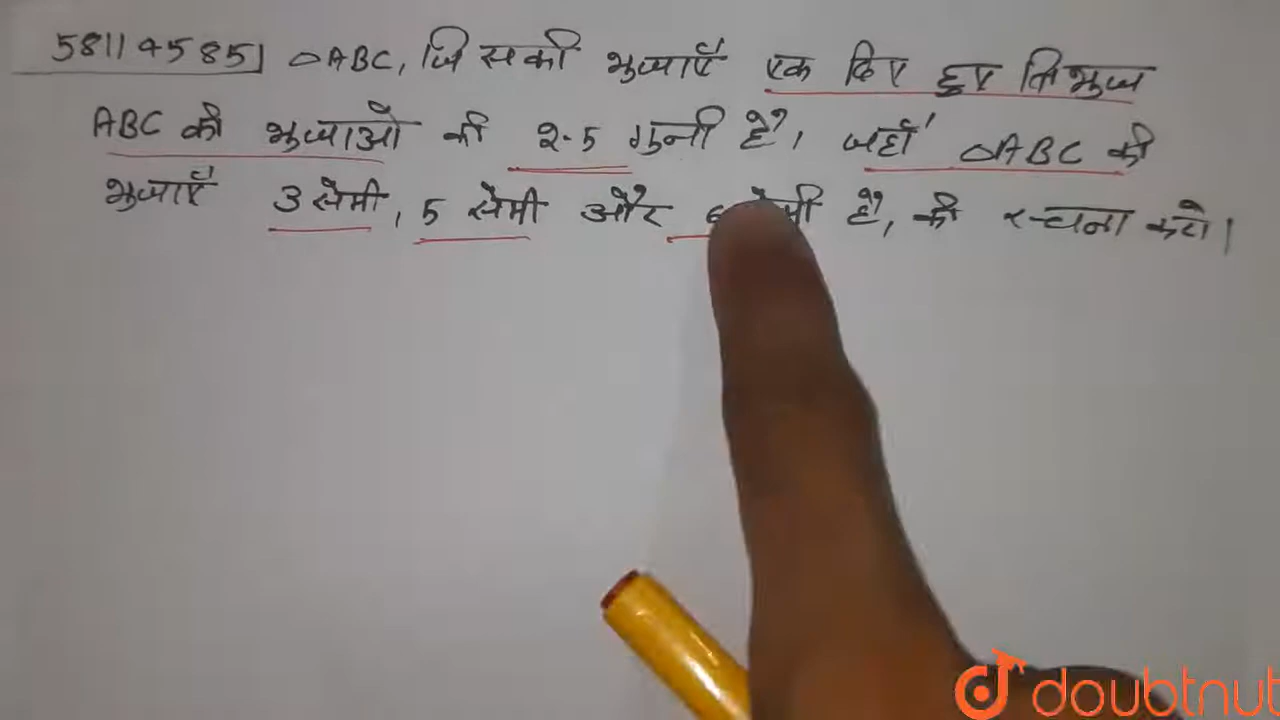 58114585 △ABC, जिसकी भुजाएँ एक दिए हुए त्रिभुज
ABC की भुजाओं की 2.5 गुनी है, जहाँ △ABC की
भुजाएँ 3 सेमी, 5 सेमी और है, की रचना करो।
doubtnut